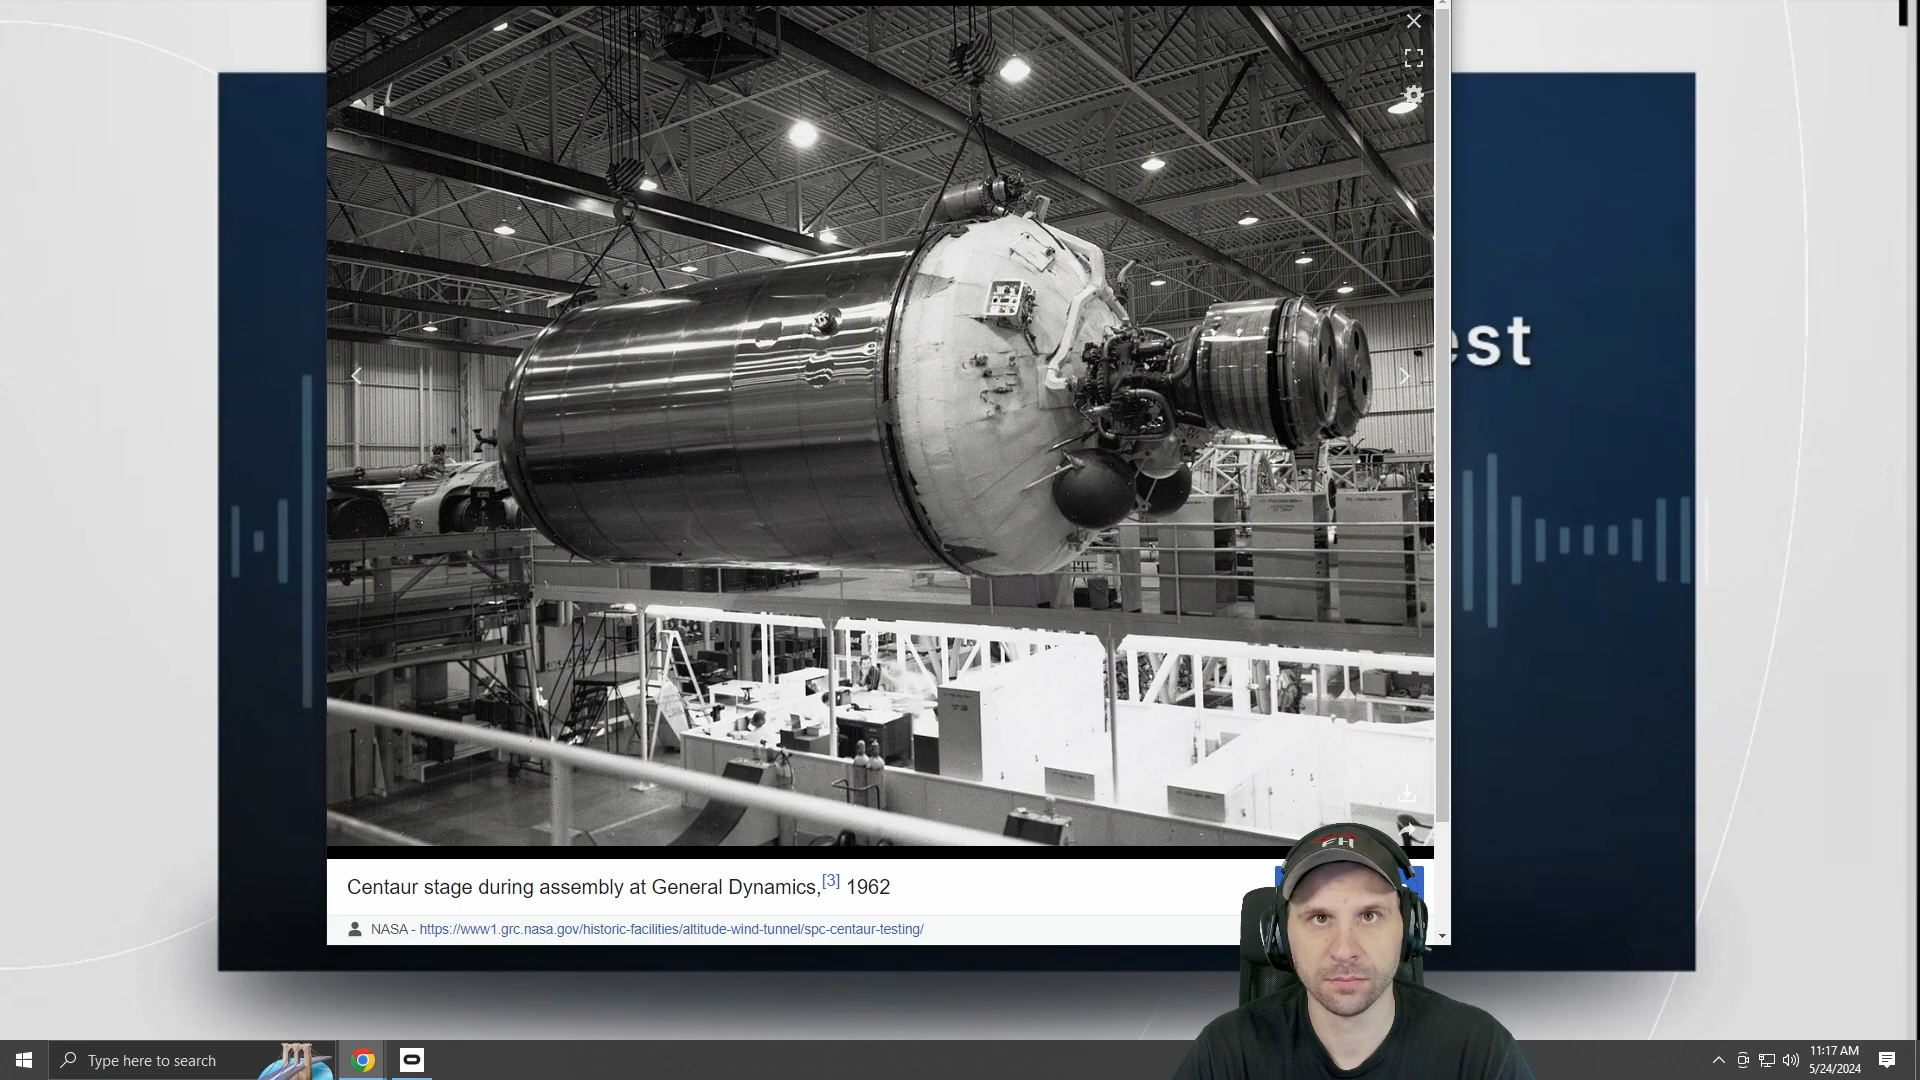 est
Centaur stage during assembly at General Dynamics,[3] 1962
NASA - https://www1.grc.nasa.gov/historic-facilities/altitude-wind-tunnel/spc-centaur-testing/
FH
Type here to search
11:17 AM
5/24/2024